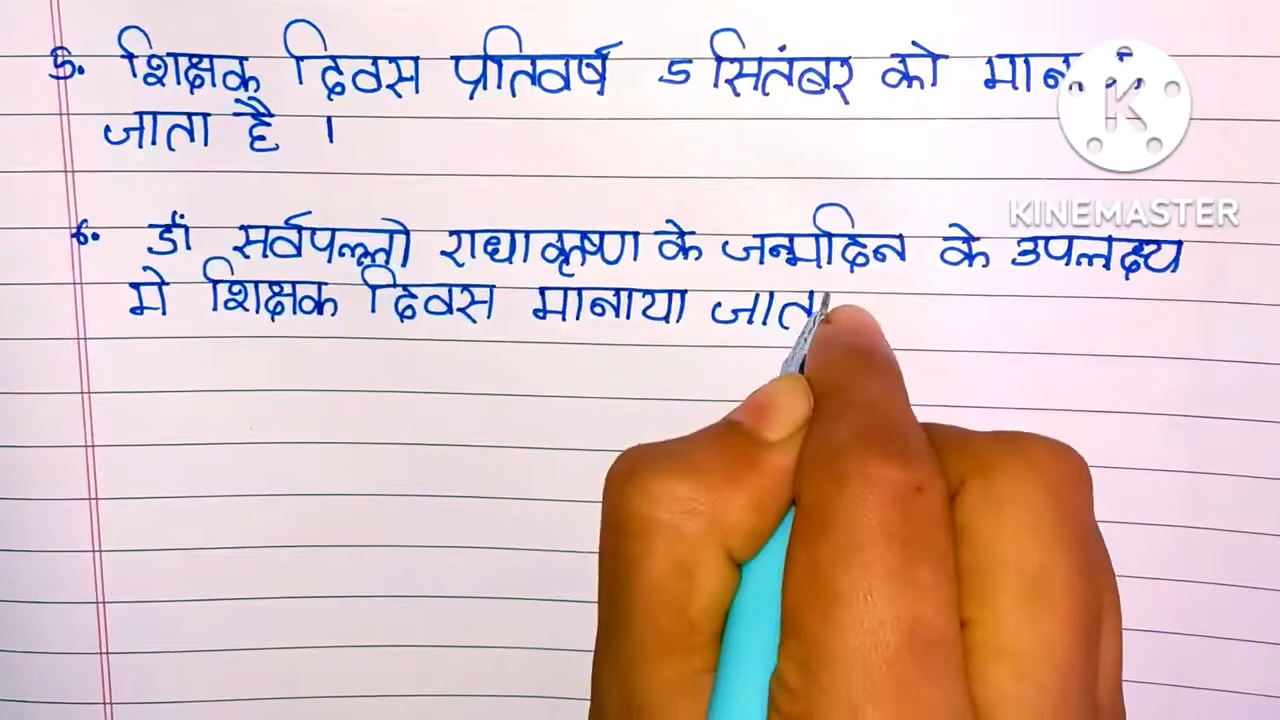 5. शिक्षक दिवस प्रतिवर्ष 5 सितंबर को
जाता है ।
6. डॉ सर्वपल्लो राधाकृष्ण के जन्मदिन के उपलक्ष्य
मे शिक्षक दिवस मानाया जात
K
KINEMASTER